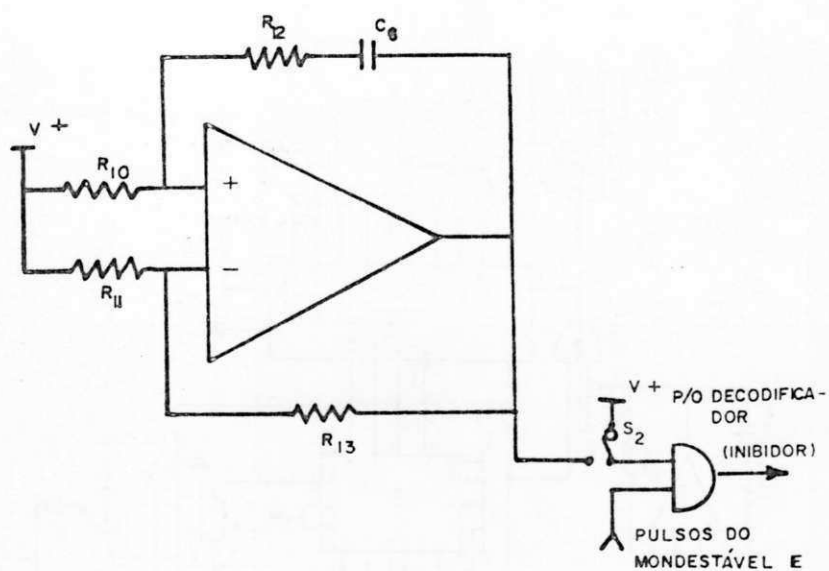 R12
C6
V+
R10
+
−
R11
R13
V+
P/O DECODIFICA-
DOR
S2
(INIBIDOR)
PULSOS DO
MONDESTÁVEL E